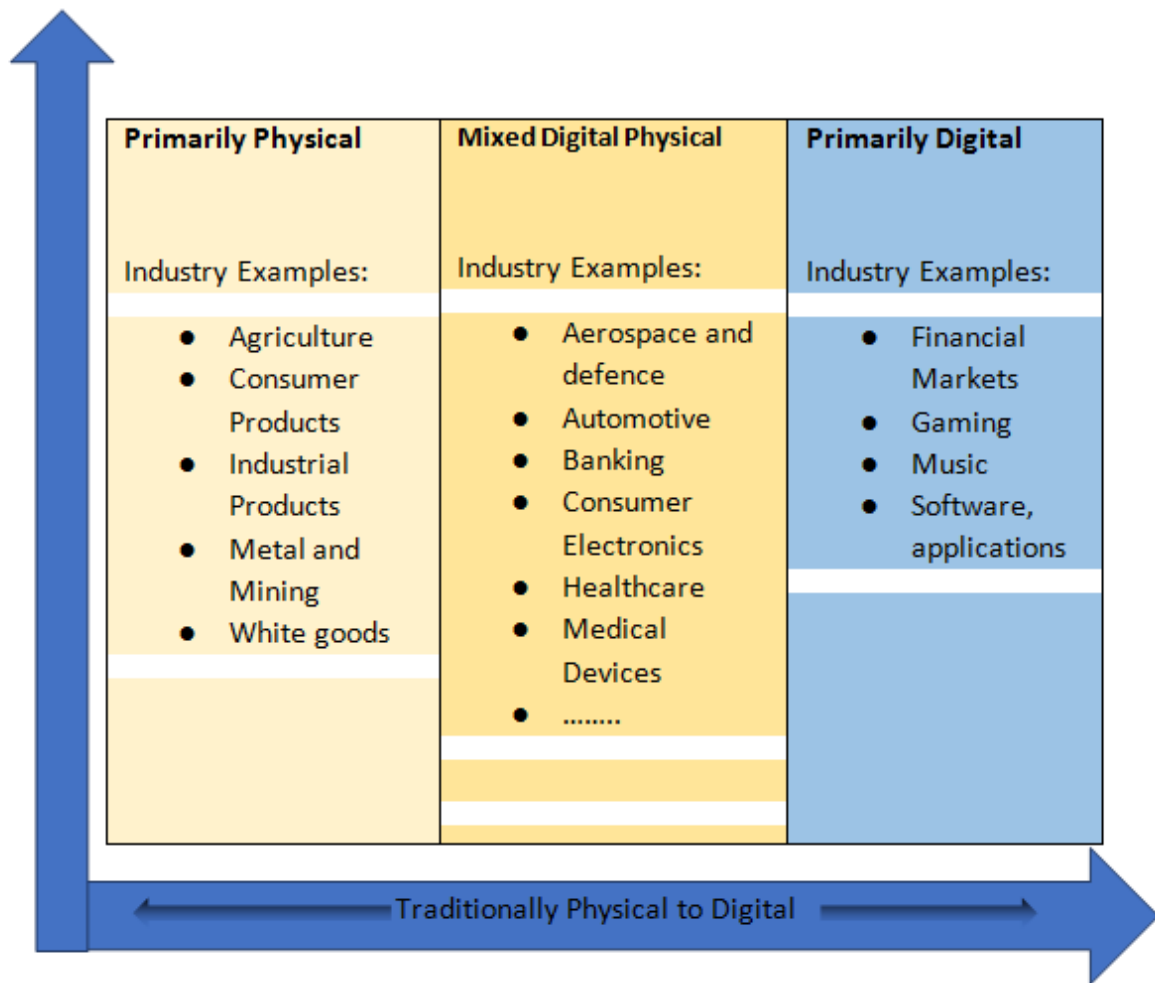 Primarily Physical
Industry Examples:
● Agriculture
● Consumer
Products
● Industrial
Products
● Metal and
Mining
● White goods
Mixed Digital Physical
Industry Examples:
● Aerospace and
defence
● Automotive
● Banking
● Consumer
Electronics
● Healthcare
● Medical
Devices
● ........
Primarily Digital
Industry Examples:
● Financial
Markets
● Gaming
● Music
● Software,
applications
Traditionally Physical to Digital